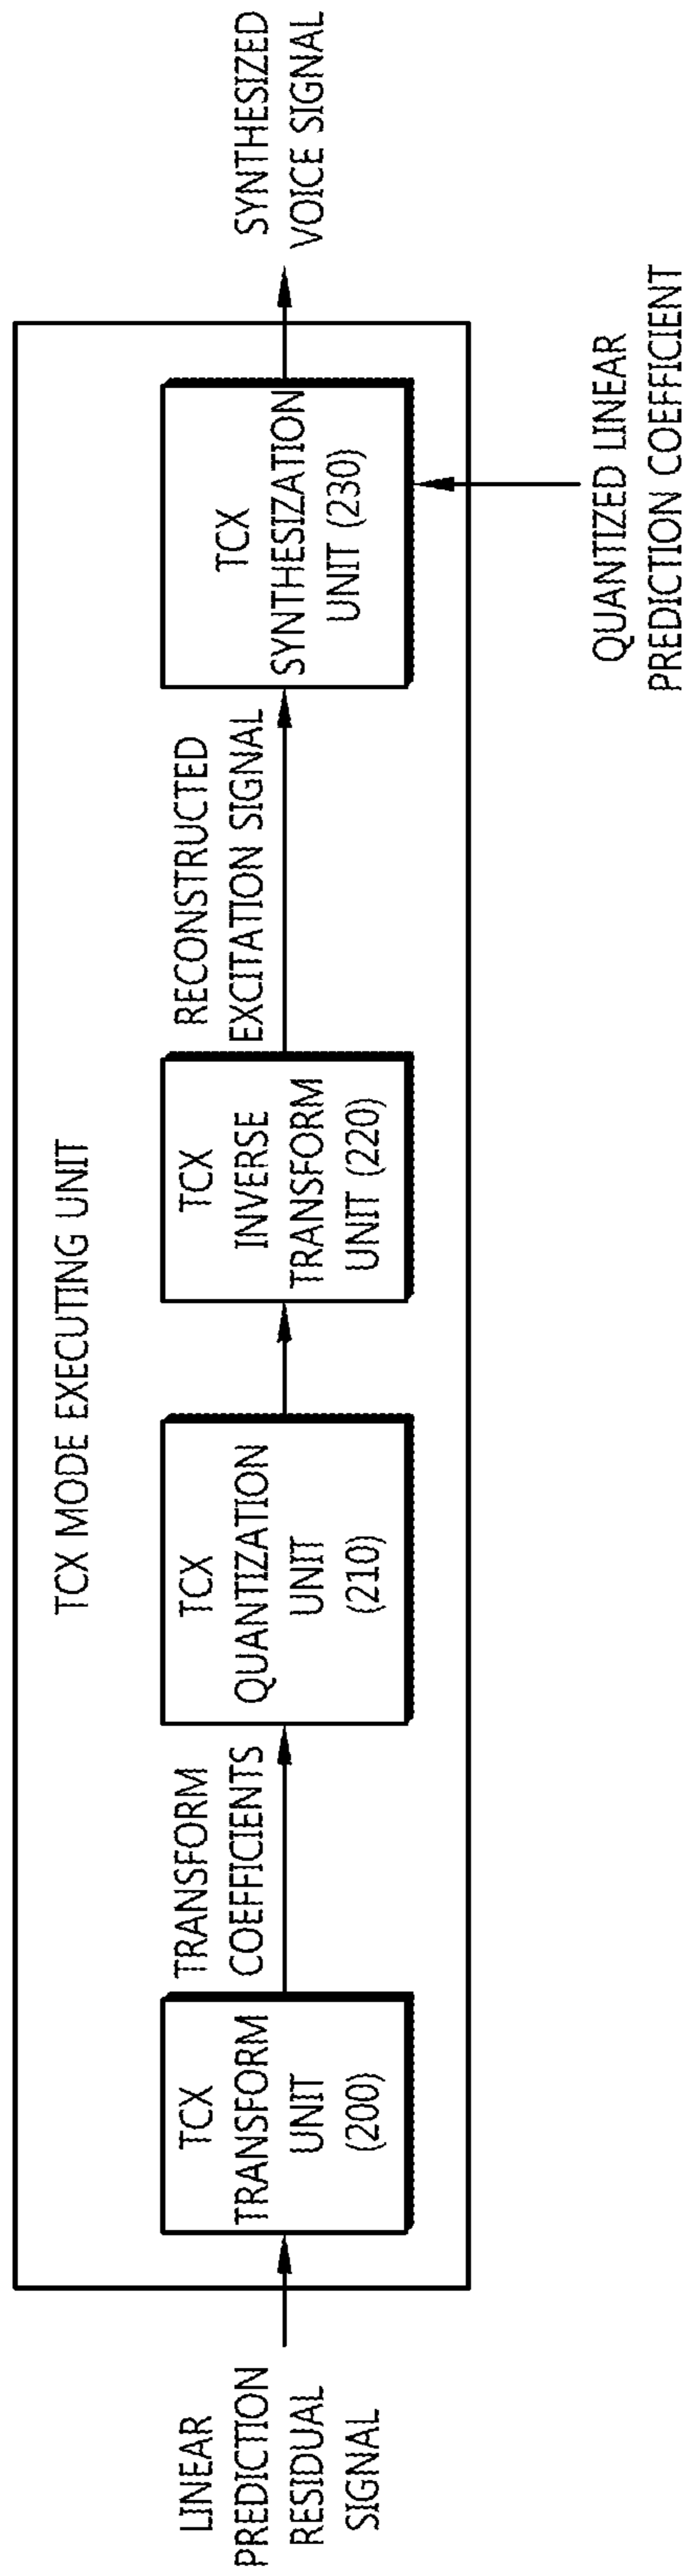 TCX MODE EXECUTING UNIT
LINEAR
PREDICTION
RESIDUAL
SIGNAL
TCX
TRANSFORM
UNIT
(200)
TRANSFORM
COEFFICIENTS
TCX
QUANTIZATION
UNIT
(210)
TCX
INVERSE
TRANSFORM
UNIT (220)
RECONSTRUCTED
EXCITATION SIGNAL
TCX
SYNTHESIZATION
UNIT (230)
SYNTHESIZED
VOICE SIGNAL
QUANTIZED LINEAR
PREDICTION COEFFICIENT